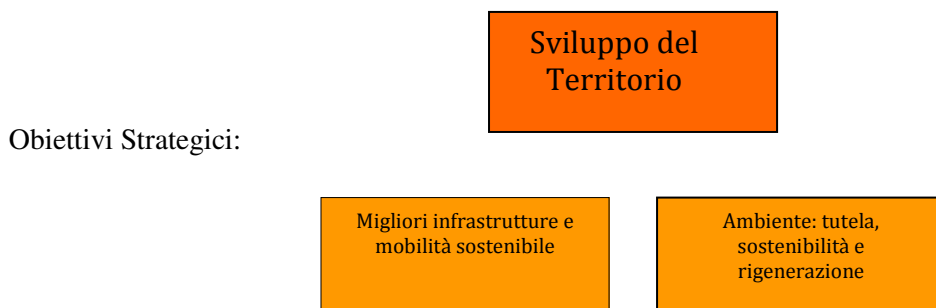 Sviluppo del
Territorio
Obiettivi Strategici:
Migliori infrastrutture e
mobilità sostenibile
Ambiente: tutela,
sostenibilità e
rigenerazione